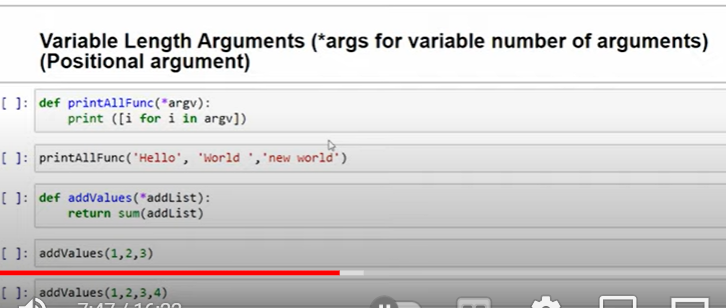 Variable Length Arguments (*args for variable number of arguments)
(Positional argument)
[ ]: def printAllFunc(*argv):
print ([i for i in argv])
[ ]: printAllFunc('Hello', 'World ','new world')
[ ]: def addValues(*addList):
return sum(addList)
[ ]: addValues(1,2,3)
[ ]: addValues(1,2,3,4)
7:47 /